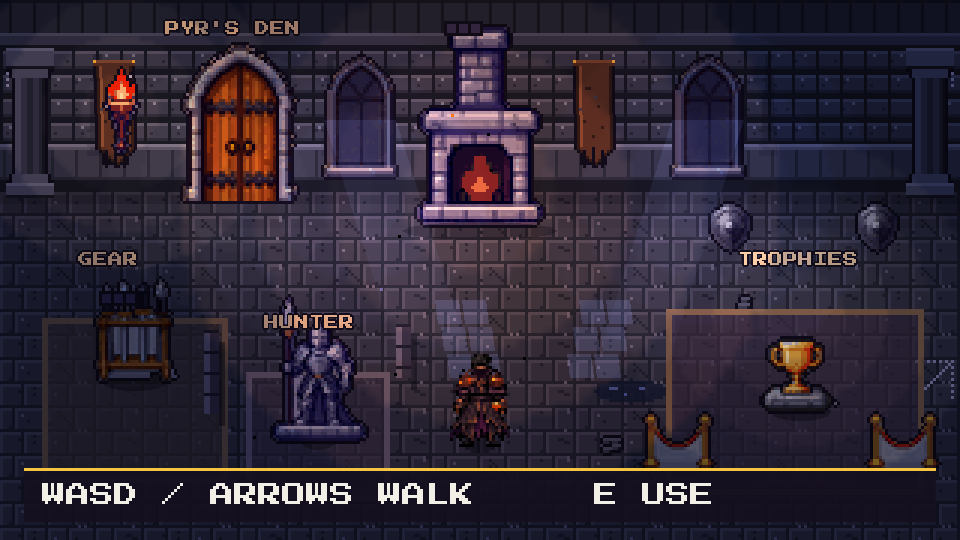 PYR'S DEN
GEAR
TROPHIES
HUNTER
WASD / ARROWS WALK E USE